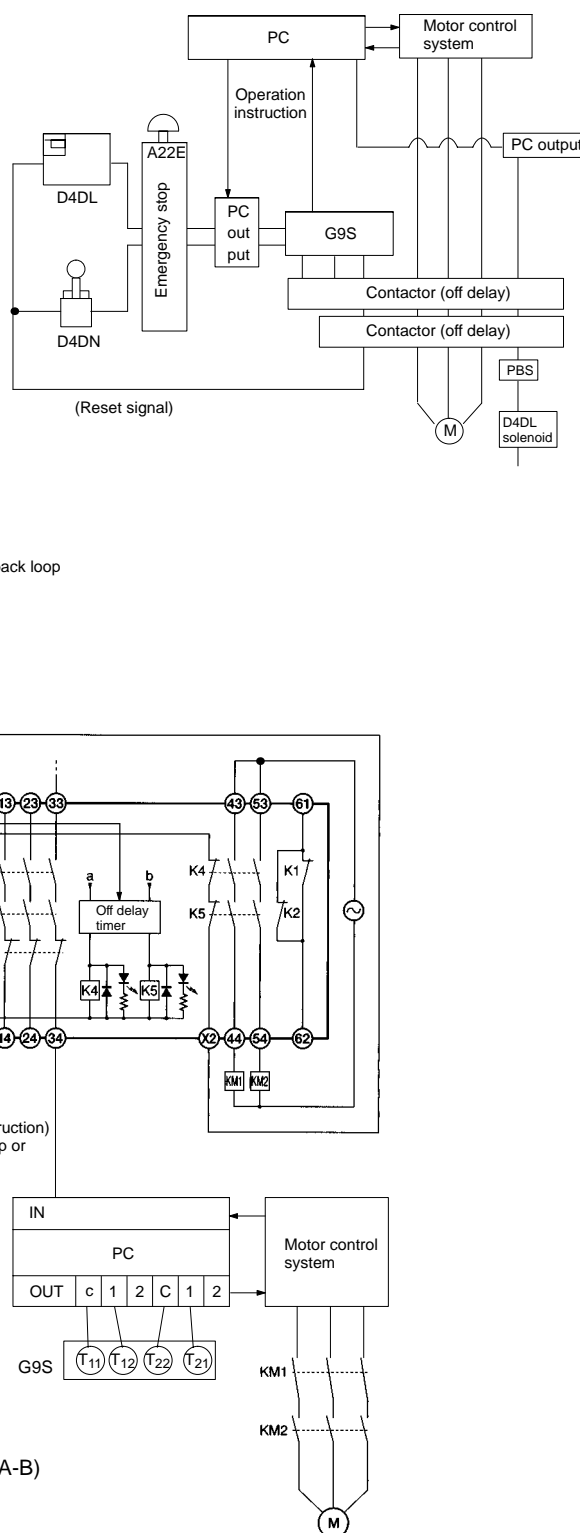 PC
Motor control
system
Operation
instruction
A22E
PC output
D4DL
Emergency stop
PC
out
put
G9S
Contactor (off delay)
Contactor (off delay)
D4DN
PBS
(Reset signal)
M
D4DL
solenoid
back loop
13 23 33 43 53 61
K4 K1
a b
K5 K2
Off delay
timer
K4 K5
14 24 34 X2 44 54 62
KM1 KM2
ruction)
p or
IN
PC
Motor control
system
OUT c 1 2 C 1 2
G9S T11 T12 T22 T21
KM1
KM2
A-B)
M